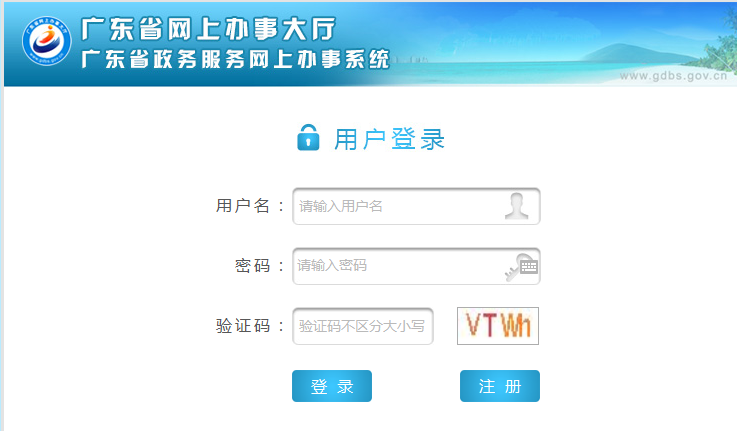 广东省网上办事大厅
广东省政务服务网上办事系统
www.gdbs.gov.cn
用户登录
用户名：
请输入用户名
密码：
请输入密码
验证码：
验证码不区分大小写
VTWh
登 录
注 册